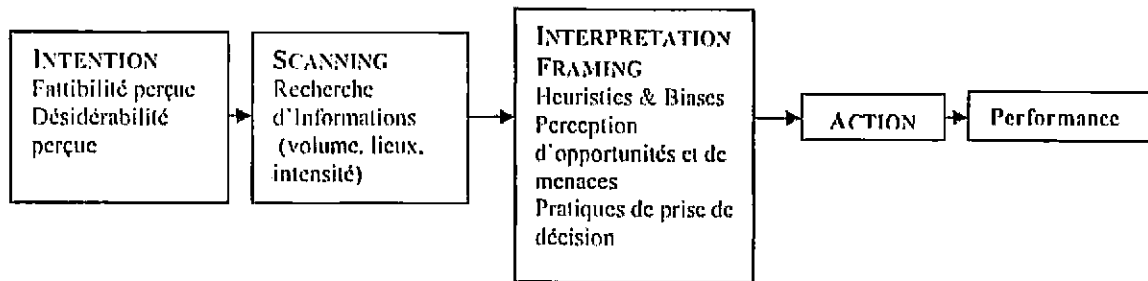 INTENTION
Fattibilité perçue
Désidérabilité
perçue
SCANNING
Recherche
d'Informations
(volume, lieux,
intensité)
INTERPRETATION
FRAMING
Heuristics & Biases
Perception
d'opportunités et de
menaces
Pratiques de prise de
décision
ACTION
Performance